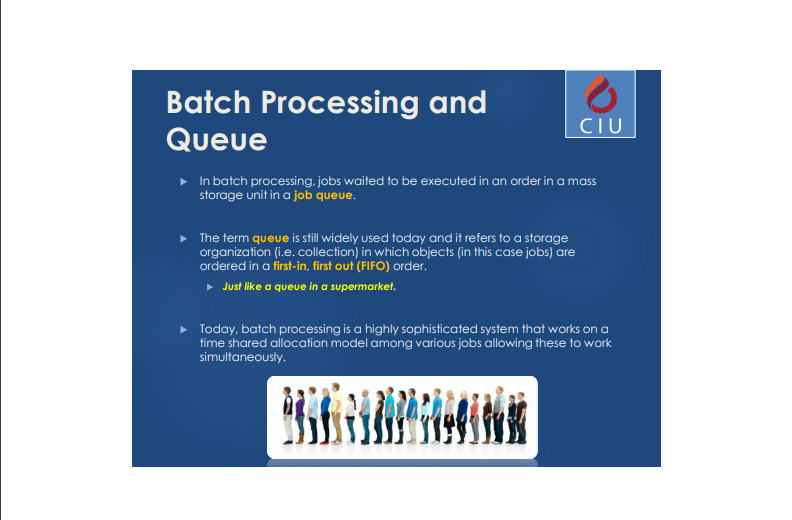 Batch Processing and
Queue
CIU
In batch processing, jobs waited to be executed in an order in a mass
storage unit in a job queue.
The term queue is still widely used today and it refers to a storage
organization (i.e. collection) in which objects (in this case jobs) are
ordered in a first-in, first out (FIFO) order.
Just like a queue in a supermarket.
Today, batch processing is a highly sophisticated system that works on a
time shared allocation model among various jobs allowing these to work
simultaneously.